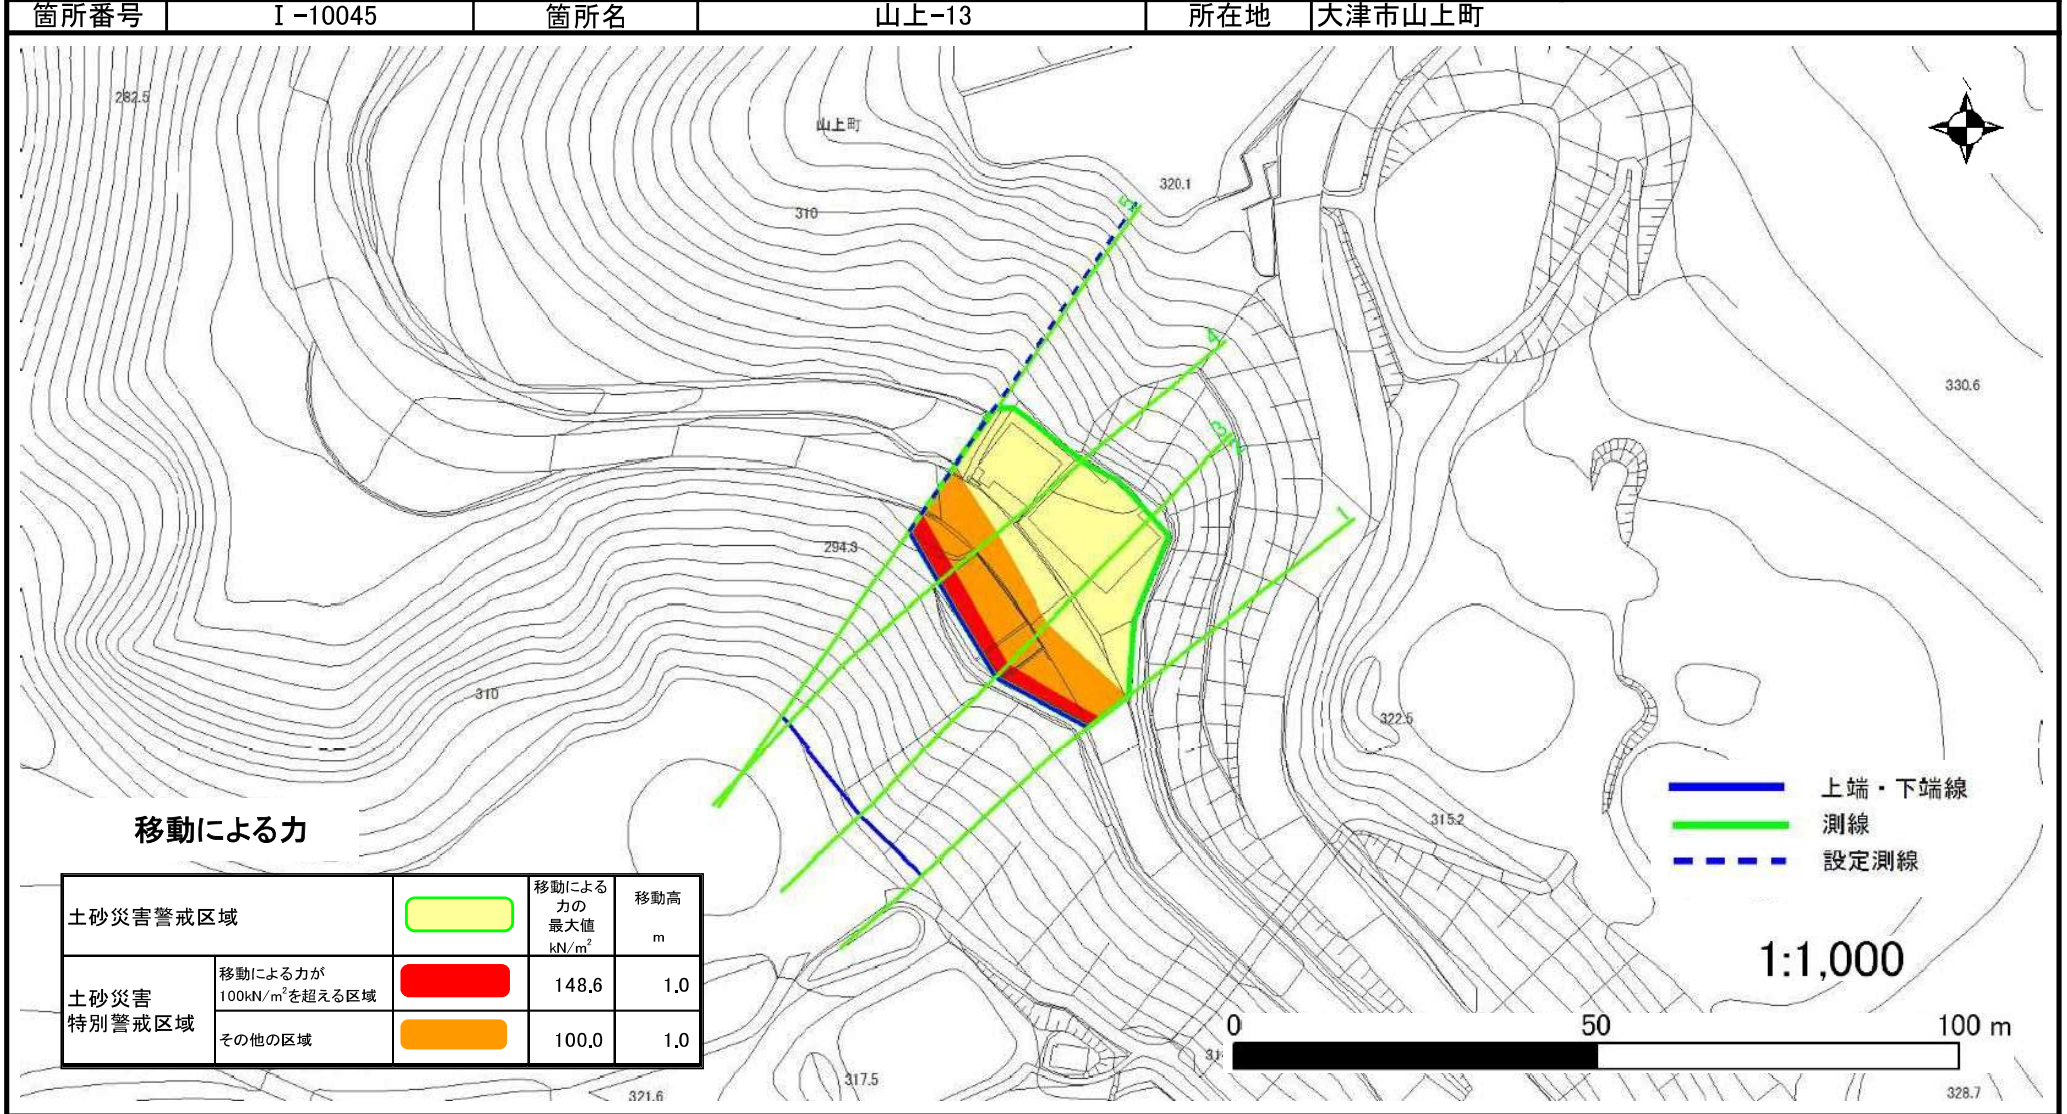 箇所番号 Ⅰ-10045 箇所名 山上-13 所在地 大津市山上町
282.5
山上町
320.1
310
5
4
330.6
3
2
1
294.3
310
322.5
上端・下端線
315.2
測線
設定測線
移動による力
1:1,000
土砂災害警戒区域
移動による
力の
最大値
kN/m²
移動高
m
土砂災害
特別警戒区域
移動による力が
100kN/m²を超える区域
148.6 1.0
その他の区域
100.0 1.0
0 50 100 m
317.5
321.6
328.7